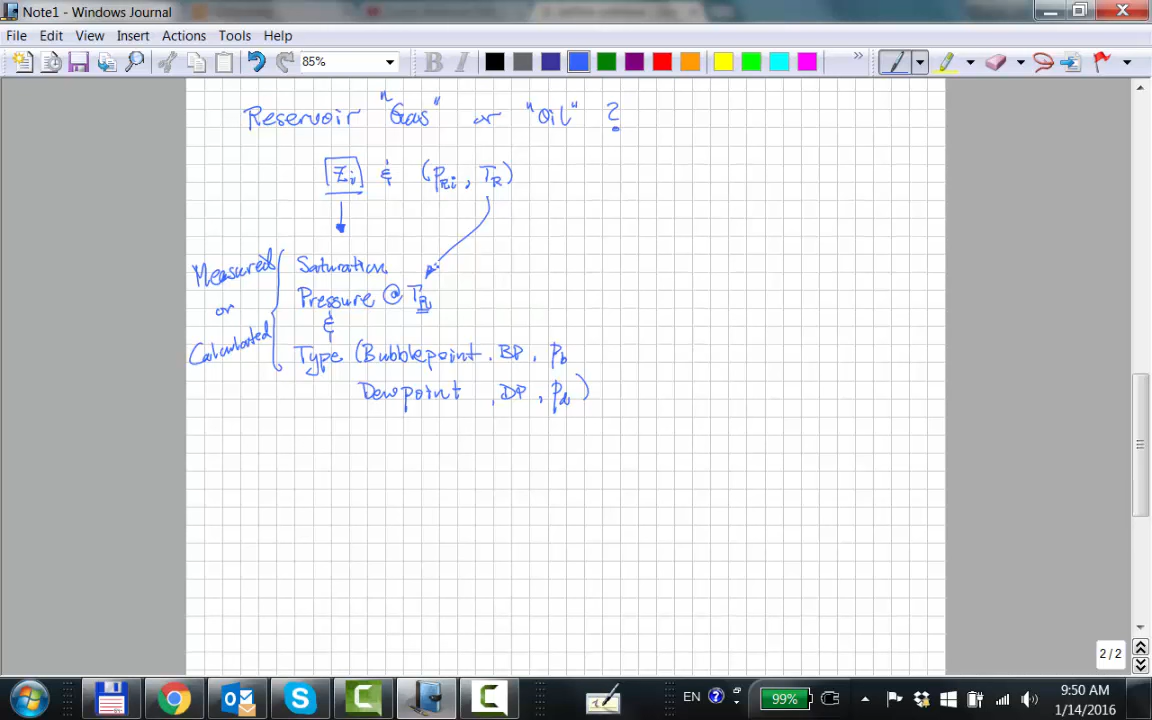 Note1 - Windows Journal
File Edit View Insert Actions Tools Help
85%
B I
Reservoir "Gas" or "Oil" ?
Zi & (PRi, TR)
Measured
or
Calculated
Saturation
Pressure @ TR
&
Type (Bubblepoint, BP, Pb
Dewpoint, DP, Pd)
2 / 2
EN
99%
9:50 AM
1/14/2016